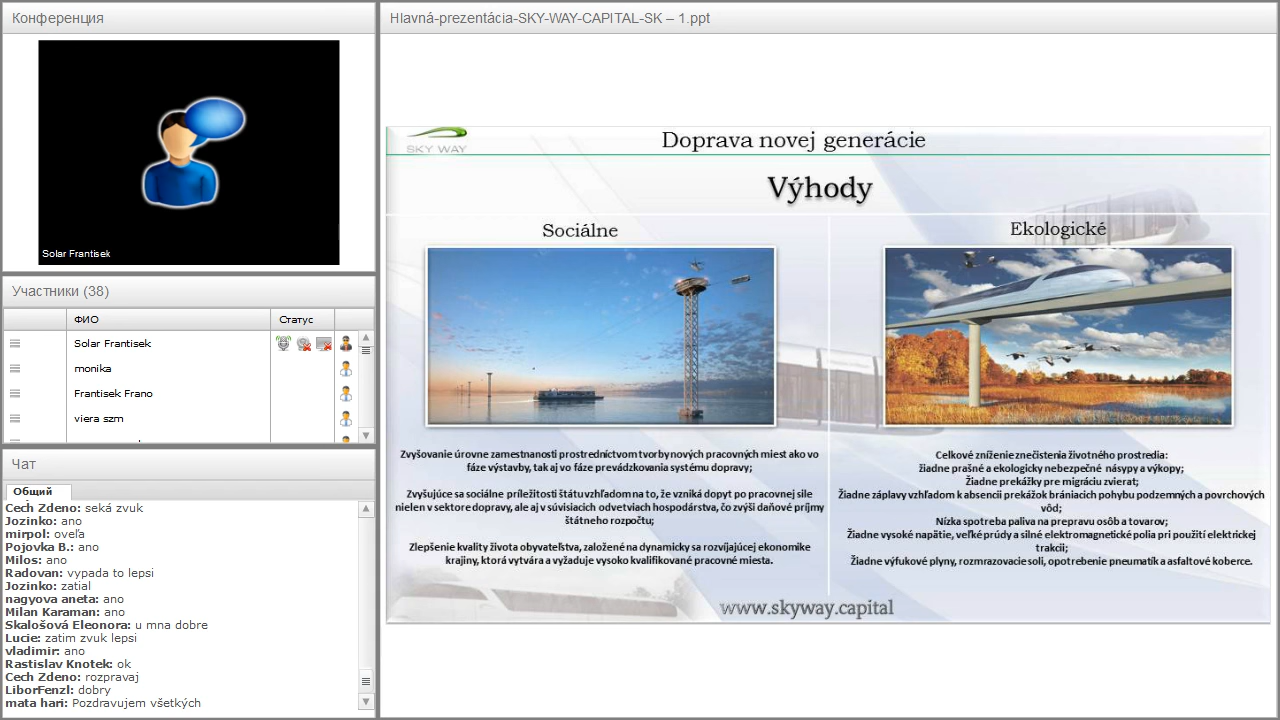 Конференция
Solar Frantisek
Участники (38)
ФИО
Статус
Solar Frantisek
monika
Frantisek Frano
viera szm
Чат
Общий
Cech Zdeno: seká zvuk
Jozinko: ano
mirpol: oveľa
Pojovka B.: ano
Milos: ano
Radovan: vypada to lepsi
Jozinko: zatial
nagyova aneta: ano
Milan Karaman: ano
Skalošová Eleonora: u mna dobre
Lucie: zatim zvuk lepsi
vladimir: ano
Rastislav Knotek: ok
Cech Zdeno: rozpravaj
LiborFenzl: dobry
mata hari: Pozdravujem všetkých
Hlavná-prezentácia-SKY-WAY-CAPITAL-SK – 1.ppt
SKY WAY
Doprava novej generácie
Výhody
Sociálne
Zvyšovanie úrovne zamestnanosti prostredníctvom tvorby nových pracovných miest ako vo
fáze výstavby, tak aj vo fáze prevádzkovania systému dopravy;
Zvyšujúce sa sociálne príležitosti štátu vzhľadom na to, že vzniká dopyt po pracovnej sile
nielen v sektore dopravy, ale aj v súvisiacich odvetviach hospodárstva, čo zvýši daňové príjmy
štátneho rozpočtu;
Zlepšenie kvality života obyvateľstva, založené na dynamicky sa rozvíjajúcej ekonomike
krajiny, ktorá vytvára a vyžaduje vysoko kvalifikované pracovné miesta.
Ekologické
Celkové zníženie znečistenia životného prostredia:
žiadne prašné a ekologicky nebezpečné násypy a výkopy;
Žiadne prekážky pre migráciu zvierat;
Žiadne záplavy vzhľadom k absencii prekážok brániacich pohybu podzemných a povrchových
vôd;
Nízka spotreba paliva na prepravu osôb a tovarov;
Žiadne vysoké napätie, veľké prúdy a silné elektromagnetické polia pri použití elektrickej
trakcii;
Žiadne výfukové plyny, rozmrazovacie soli, opotrebenie pneumatík a asfaltové koberce.
www.skyway.capital